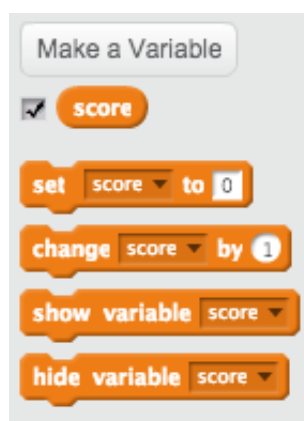 Make a Variable
score
set score to 0
change score by 1
show variable score
hide variable score